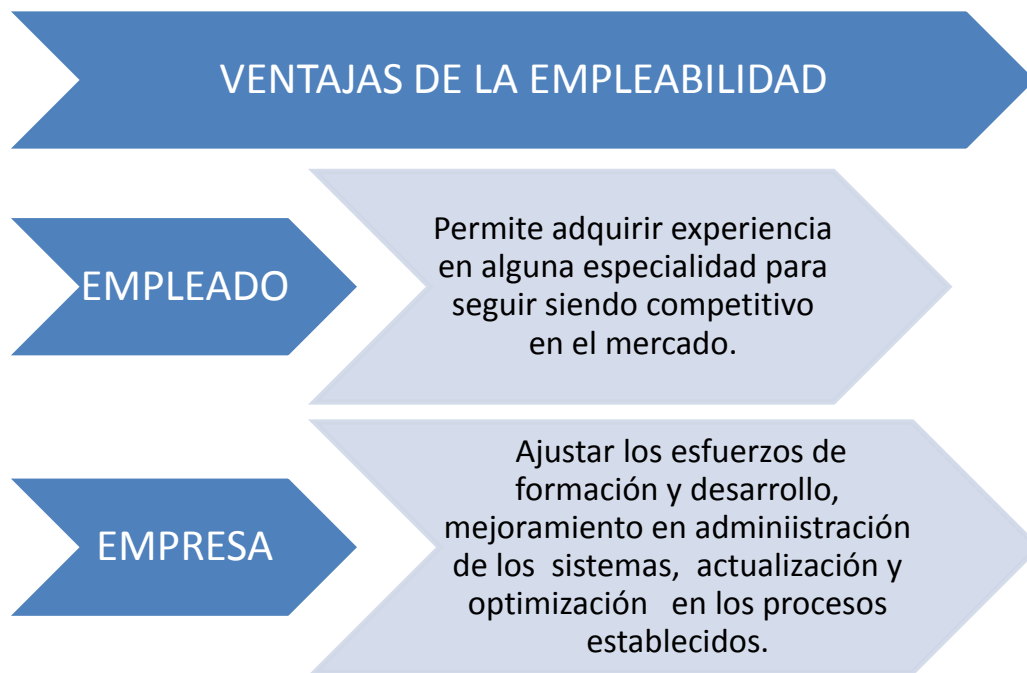 VENTAJAS DE LA EMPLEABILIDAD
EMPLEADO
Permite adquirir experiencia
en alguna especialidad para
seguir siendo competitivo
en el mercado.
EMPRESA
Ajustar los esfuerzos de
formación y desarrollo,
mejoramiento en adminiistración
de los  sistemas,  actualización y
optimización   en los procesos
establecidos.